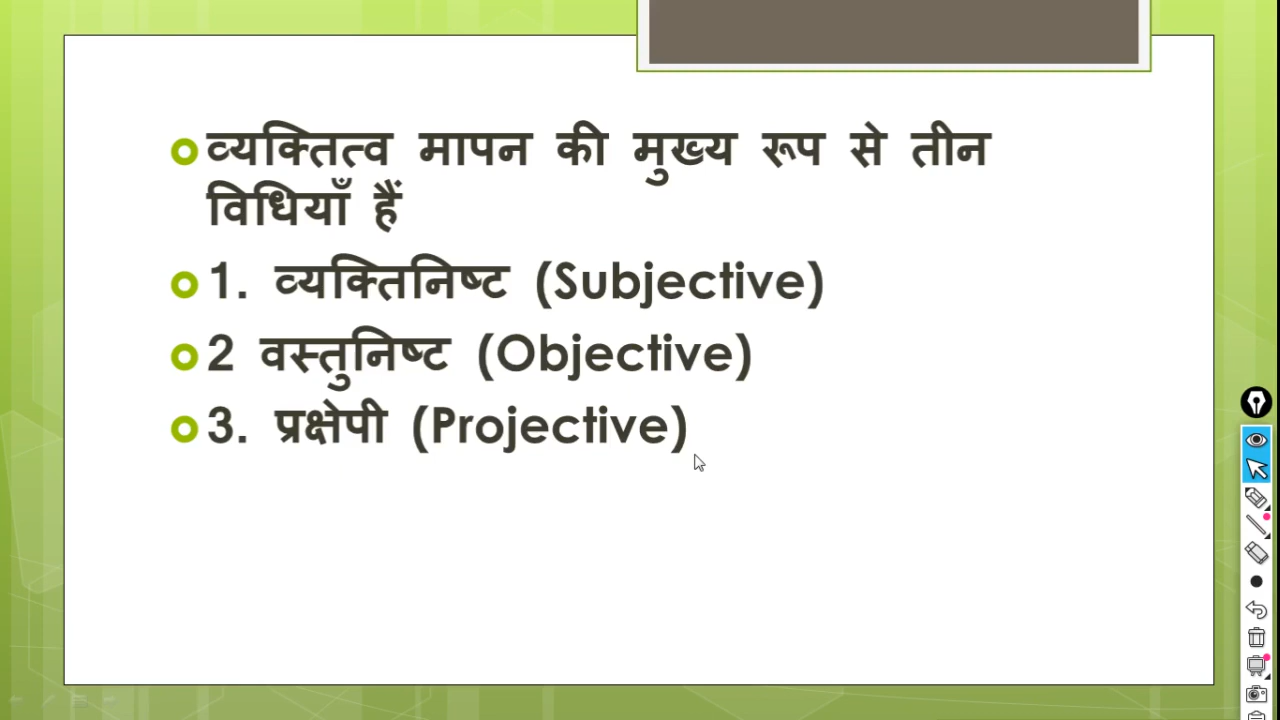 व्यक्तित्व मापन की मुख्य रूप से तीन
विधियाँ हैं
1. व्यक्तिनिष्ट (Subjective)
2 वस्तुनिष्ट (Objective)
3. प्रक्षेपी (Projective)